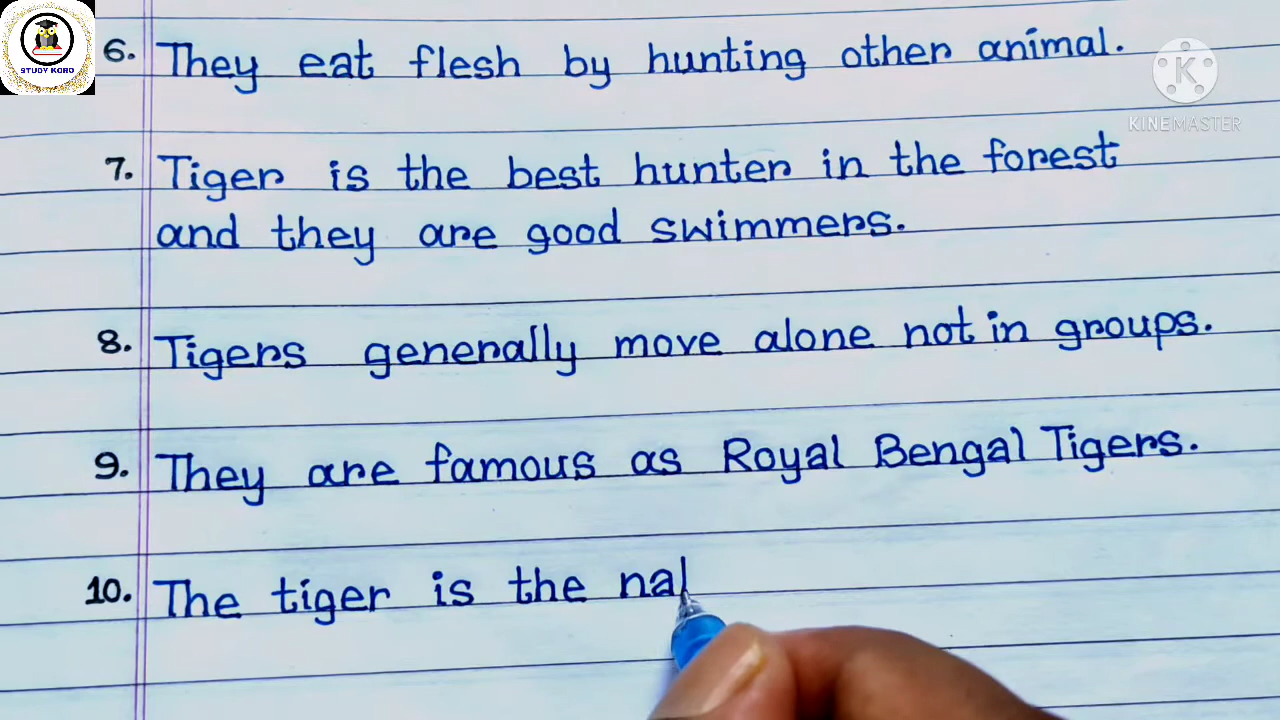 STUDY KORO
6. They eat flesh by hunting other animal.
KINEMASTER
7. Tiger is the best hunter in the forest
and they are good swimmers.
8. Tigers generally move alone not in groups.
9. They are famous as Royal Bengal Tigers.
10. The tiger is the